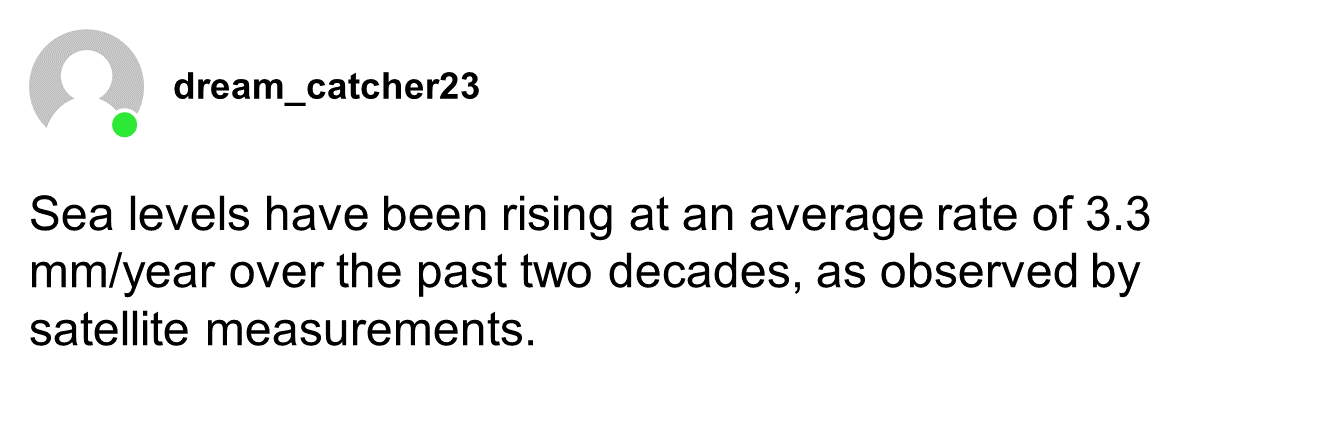 dream_catcher23
Sea levels have been rising at an average rate of 3.3
mm/year over the past two decades, as observed by
satellite measurements.